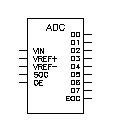 ADC
D0
D1
VIN D2
VREF+ D3
VREF- D4
SOC D5
OE D6
D7
EOC